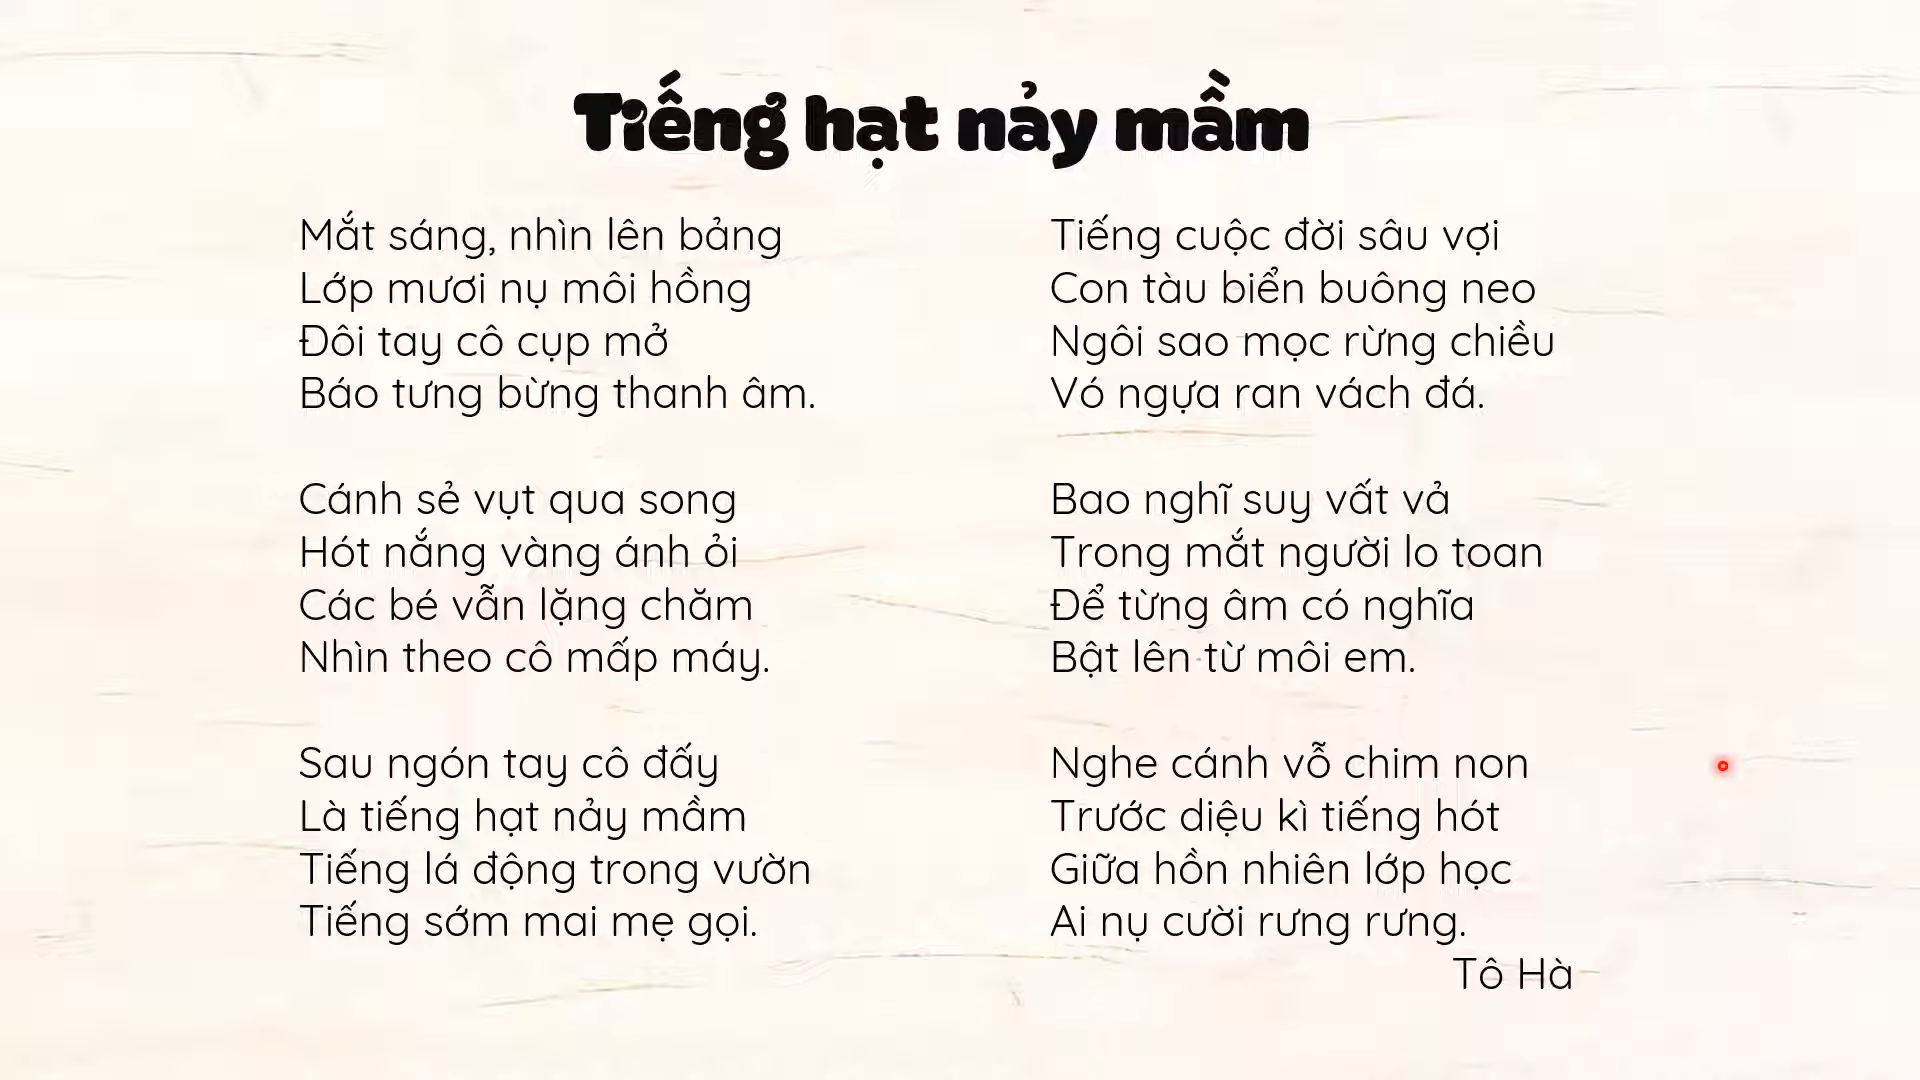 Tiếng hạt nảy mầm
Mắt sáng, nhìn lên bảng
Lớp mươi nụ môi hồng
Đôi tay cô cụp mở
Báo tưng bừng thanh âm.
Cánh sẻ vụt qua song
Hót nắng vàng ánh ỏi
Các bé vẫn lặng chăm
Nhìn theo cô mấp máy.
Sau ngón tay cô đấy
Là tiếng hạt nảy mầm
Tiếng lá động trong vườn
Tiếng sớm mai mẹ gọi.
Tiếng cuộc đời sâu vợi
Con tàu biển buông neo
Ngôi sao mọc rừng chiều
Vó ngựa ran vách đá.
Bao nghĩ suy vất vả
Trong mắt người lo toan
Để từng âm có nghĩa
Bật lên từ môi em.
Nghe cánh vỗ chim non
Trước diệu kì tiếng hót
Giữa hồn nhiên lớp học
Ai nụ cười rưng rưng.
Tô Hà